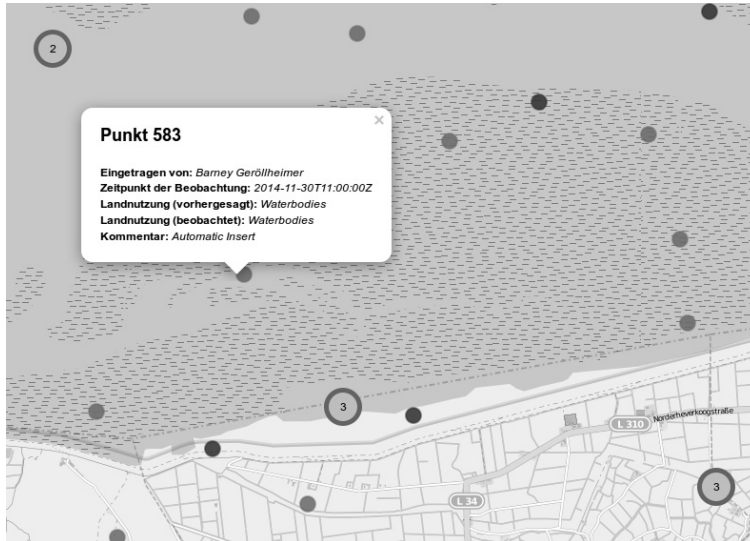 2
×
Punkt 583
Eingetragen von: Barney Geröllheimer
Zeitpunkt der Beobachtung: 2014-11-30T11:00:00Z
Landnutzung (vorhergesagt): Waterbodies
Landnutzung (beobachtet): Waterbodies
Kommentar: Automatic Insert
3
Norderheverkoogstraße
L 310
3
L 34